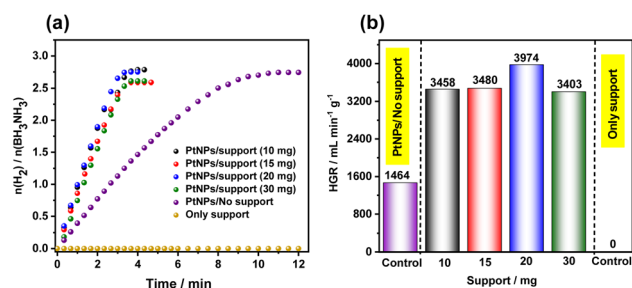 (a)
n(H2) / n(BH3NH3)
3.0
2.5
2.0
1.5
1.0
0.5
0.0
PtNPs/support (10 mg)
PtNPs/support (15 mg)
PtNPs/support (20 mg)
PtNPs/support (30 mg)
PtNPs/No support
Only support
0 2 4 6 8 10 12
Time / min
(b)
HGR / mL min-1 g-1
4000
3200
2400
1600
800
0
PtNPs/ No support
1464
3458
3480
3974
3403
Only support
0
Control 10 15 20 30 Control
Support / mg